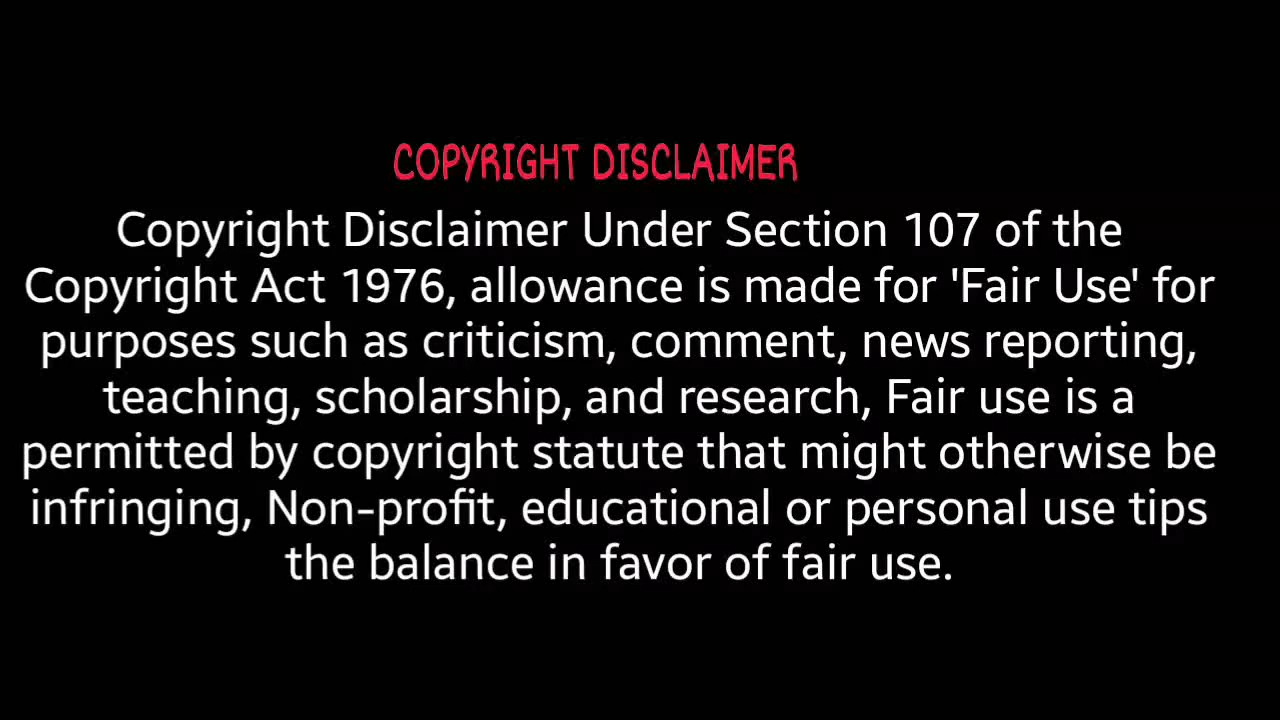 COPYRIGHT DISCLAIMER
Copyright Disclaimer Under Section 107 of the
Copyright Act 1976, allowance is made for 'Fair Use' for
purposes such as criticism, comment, news reporting,
teaching, scholarship, and research, Fair use is a
permitted by copyright statute that might otherwise be
infringing, Non-profit, educational or personal use tips
the balance in favor of fair use.